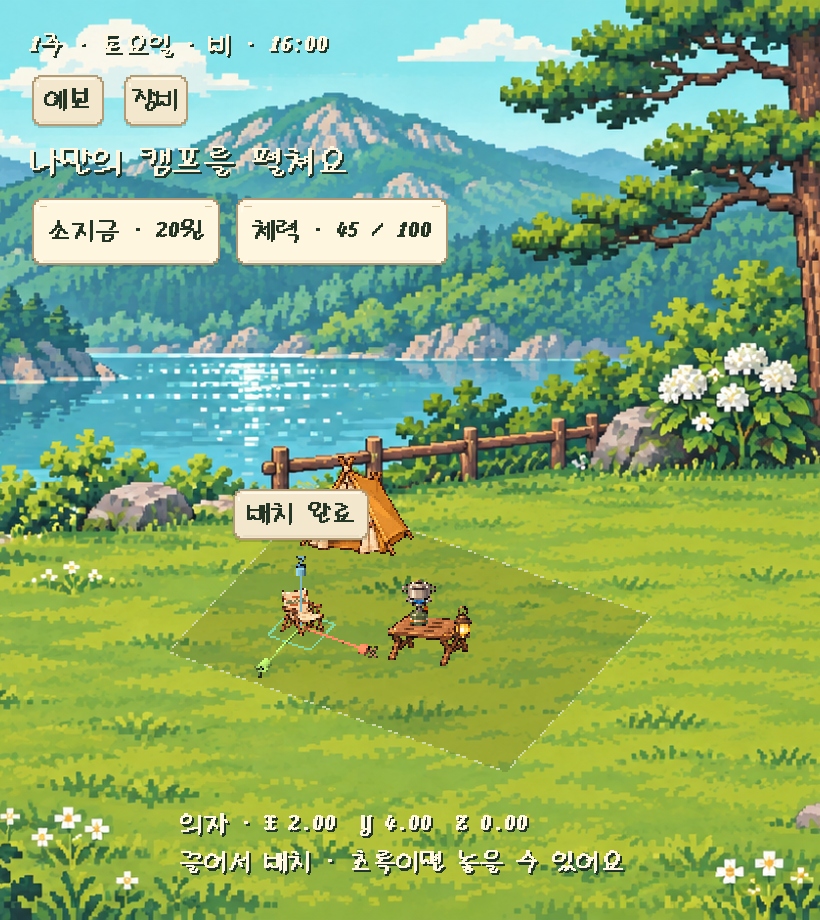 1주 · 토요일 · 비 · 16:00
예보 장비
나만의 캠프를 펼쳐요
소지금 · 20원 체력 · 45 / 100
배치 완료
Z
X
Y
의자 · X 2.00 Y 4.00 Z 0.00
끌어서 배치 · 초록이면 놓을 수 있어요